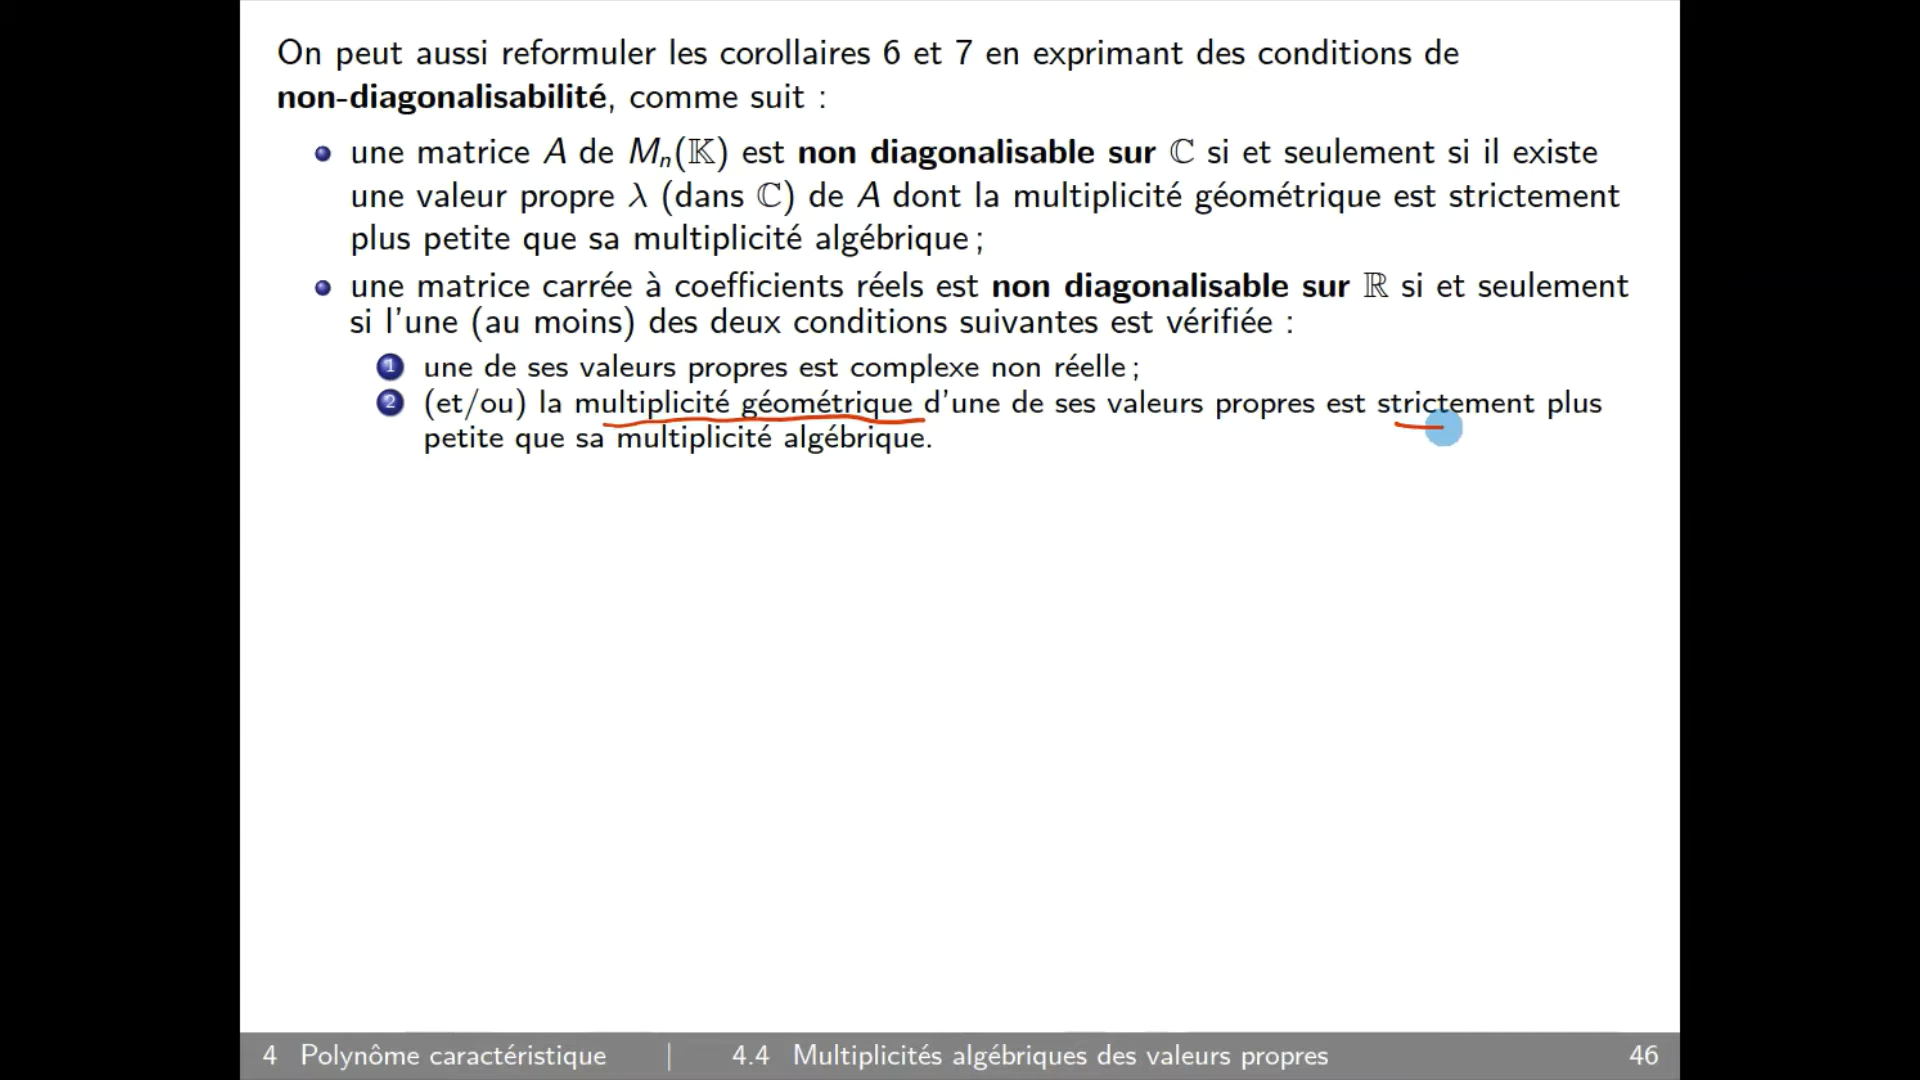 On peut aussi reformuler les corollaires 6 et 7 en exprimant des conditions de
non-diagonalisabilité, comme suit :
une matrice A de Mₙ(𝕂) est non diagonalisable sur ℂ si et seulement si il existe
une valeur propre λ (dans ℂ) de A dont la multiplicité géométrique est strictement
plus petite que sa multiplicité algébrique ;
une matrice carrée à coefficients réels est non diagonalisable sur ℝ si et seulement
si l'une (au moins) des deux conditions suivantes est vérifiée :
1 une de ses valeurs propres est complexe non réelle ;
2 (et/ou) la multiplicité géométrique d'une de ses valeurs propres est strictement plus
petite que sa multiplicité algébrique.
4 Polynôme caractéristique | 4.4 Multiplicités algébriques des valeurs propres 46